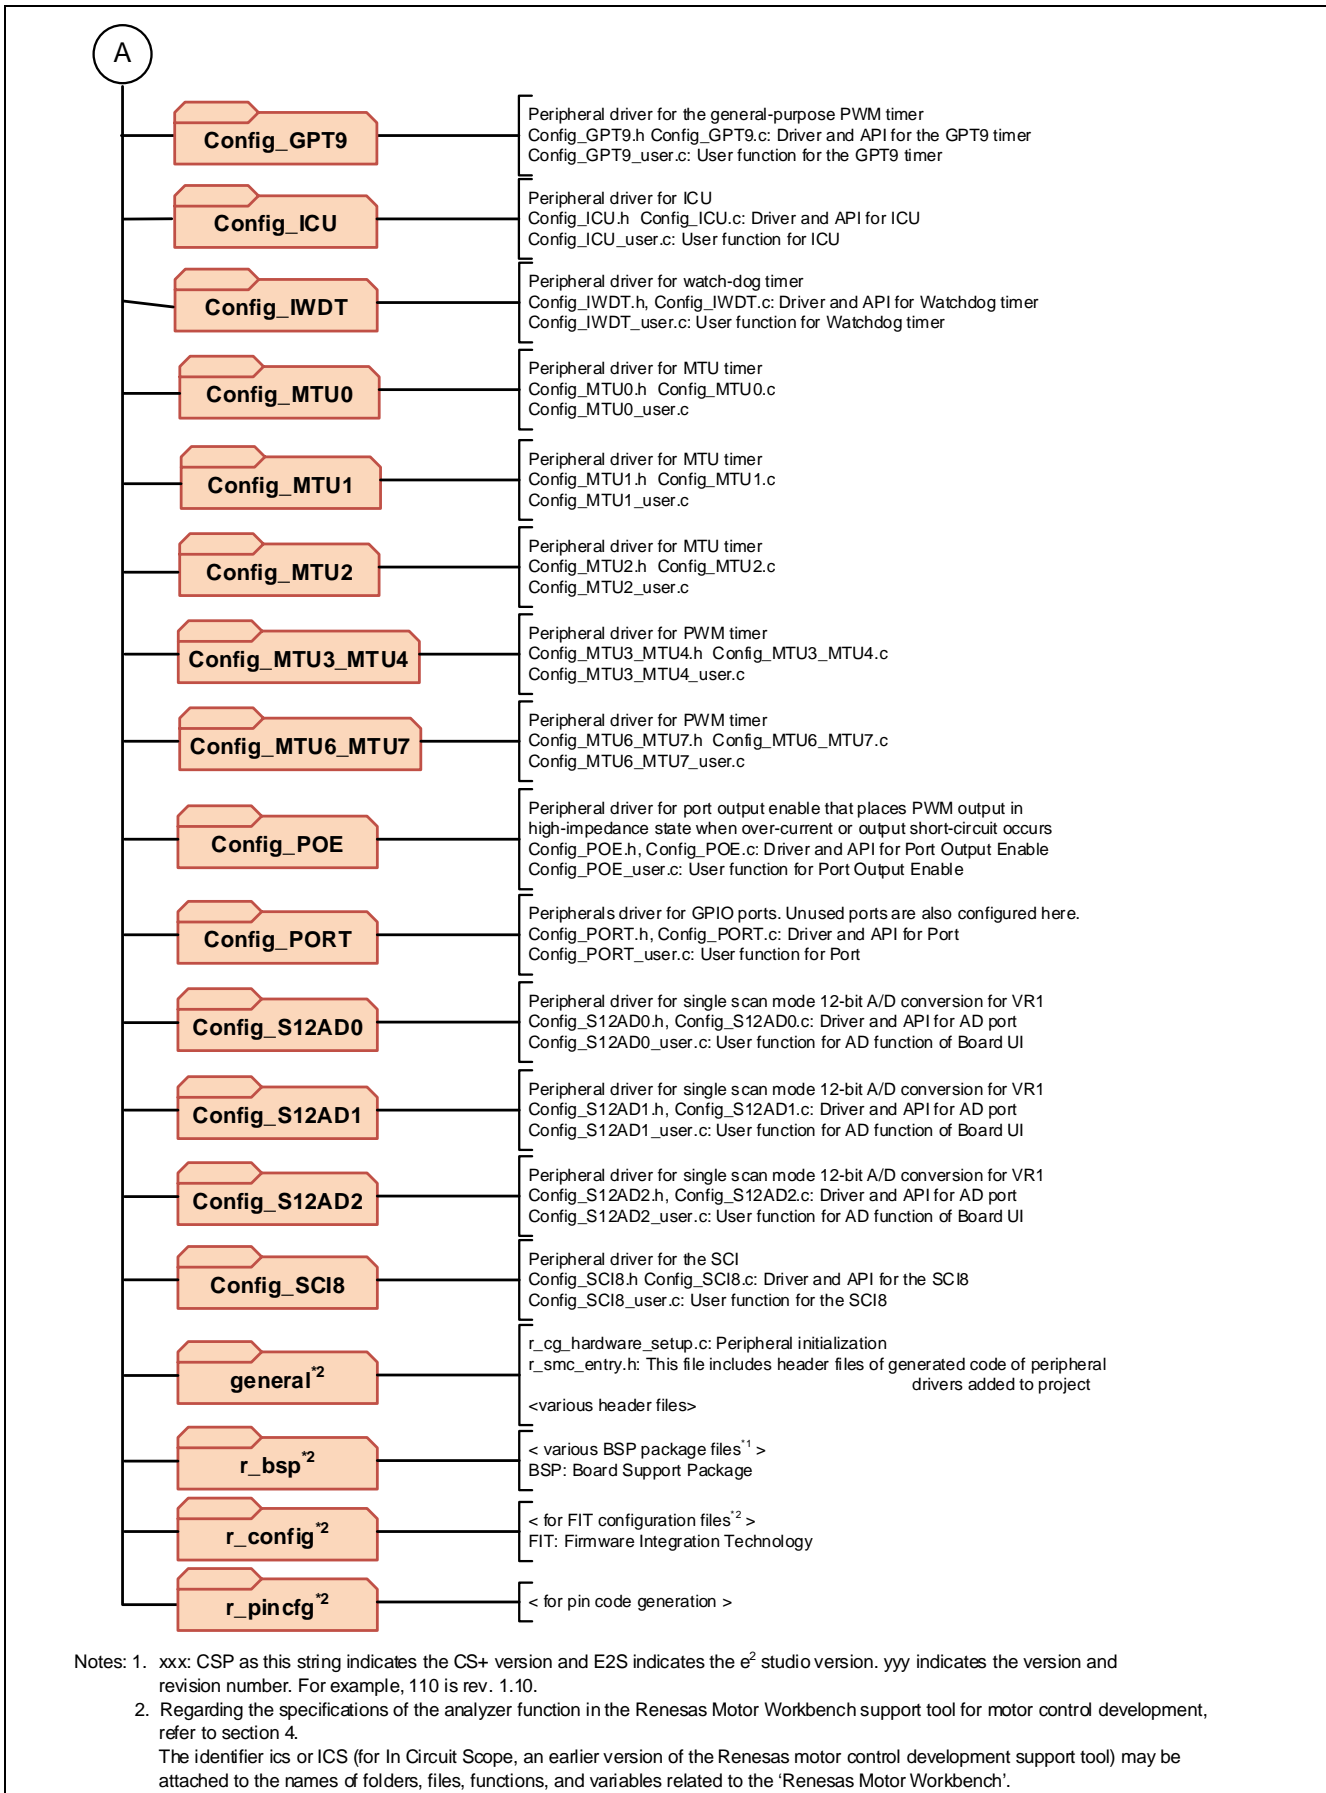 A
Config_GPT9
Peripheral driver for the general-purpose PWM timer
Config_GPT9.h Config_GPT9.c: Driver and API for the GPT9 timer
Config_GPT9_user.c: User function for the GPT9 timer
Config_ICU
Peripheral driver for ICU
Config_ICU.h  Config_ICU.c: Driver and API for ICU
Config_ICU_user.c: User function for ICU
Config_IWDT
Peripheral driver for watch-dog timer
Config_IWDT.h, Config_IWDT.c: Driver and API for Watchdog timer
Config_IWDT_user.c: User function for Watchdog timer
Config_MTU0
Peripheral driver for MTU timer
Config_MTU0.h  Config_MTU0.c
Config_MTU0_user.c
Config_MTU1
Peripheral driver for MTU timer
Config_MTU1.h  Config_MTU1.c
Config_MTU1_user.c
Config_MTU2
Peripheral driver for MTU timer
Config_MTU2.h  Config_MTU2.c
Config_MTU2_user.c
Config_MTU3_MTU4
Peripheral driver for PWM timer
Config_MTU3_MTU4.h  Config_MTU3_MTU4.c
Config_MTU3_MTU4_user.c
Config_MTU6_MTU7
Peripheral driver for PWM timer
Config_MTU6_MTU7.h  Config_MTU6_MTU7.c
Config_MTU6_MTU7_user.c
Config_POE
Peripheral driver for port output enable that places PWM output in
high-impedance state when over-current or output short-circuit occurs
Config_POE.h, Config_POE.c: Driver and API for Port Output Enable
Config_POE_user.c: User function for Port Output Enable
Config_PORT
Peripherals driver for GPIO ports. Unused ports are also configured here.
Config_PORT.h, Config_PORT.c: Driver and API for Port
Config_PORT_user.c: User function for Port
Config_S12AD0
Peripheral driver for single scan mode 12-bit A/D conversion for VR1
Config_S12AD0.h, Config_S12AD0.c: Driver and API for AD port
Config_S12AD0_user.c: User function for AD function of Board UI
Config_S12AD1
Peripheral driver for single scan mode 12-bit A/D conversion for VR1
Config_S12AD1.h, Config_S12AD1.c: Driver and API for AD port
Config_S12AD1_user.c: User function for AD function of Board UI
Config_S12AD2
Peripheral driver for single scan mode 12-bit A/D conversion for VR1
Config_S12AD2.h, Config_S12AD2.c: Driver and API for AD port
Config_S12AD2_user.c: User function for AD function of Board UI
Config_SCI8
Peripheral driver for the SCI
Config_SCI8.h Config_SCI8.c: Driver and API for the SCI8
Config_SCI8_user.c: User function for the SCI8
general*2
r_cg_hardware_setup.c: Peripheral initialization
r_smc_entry.h: This file includes header files of generated code of peripheral
drivers added to project
<various header files>
r_bsp*2
< various BSP package files*1 >
BSP: Board Support Package
r_config*2
< for FIT configuration files*2 >
FIT: Firmware Integration Technology
r_pincfg*2
< for pin code generation >
Notes: 1. xxx: CSP as this string indicates the CS+ version and E2S indicates the e2 studio version. yyy indicates the version and
revision number. For example, 110 is rev. 1.10.
2. Regarding the specifications of the analyzer function in the Renesas Motor Workbench support tool for motor control development,
refer to section 4.
The identifier ics or ICS (for In Circuit Scope, an earlier version of the Renesas motor control development support tool) may be
attached to the names of folders, files, functions, and variables related to the ‘Renesas Motor Workbench’.